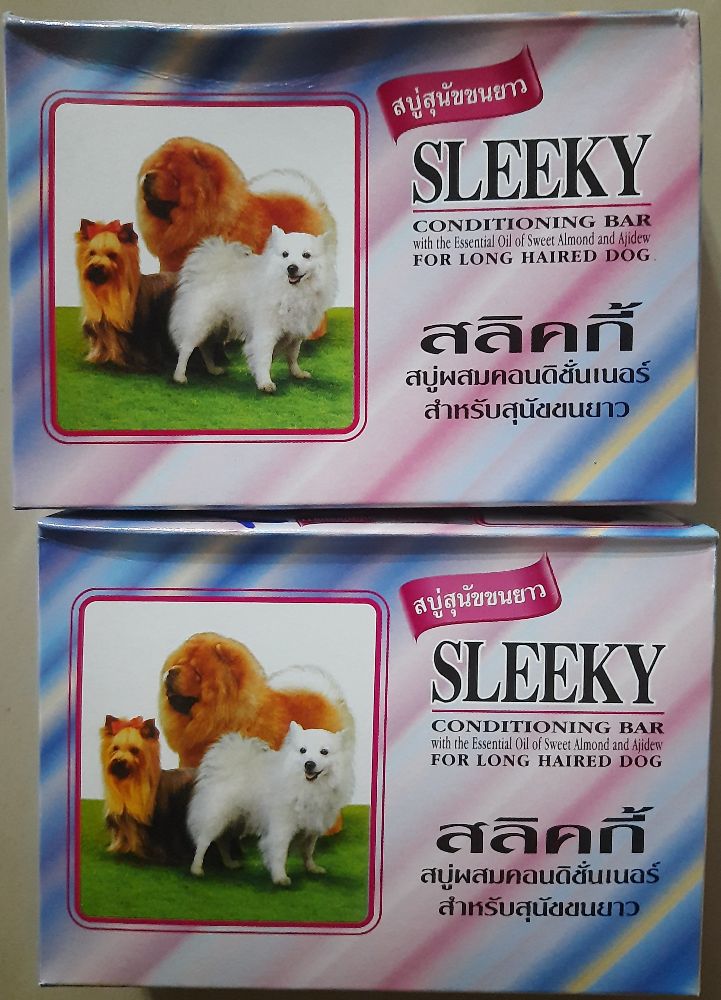 สบู่สุนัขขนยาว
SLEEKY
CONDITIONING BAR
with the Essential Oil of Sweet Almond and Ajidew
FOR LONG HAIRED DOG.
สลิคกี้
สบู่ผสมคอนดิชั่นเนอร์
สำหรับสุนัขขนยาว
สบู่สุนัขขนยาว
SLEEKY
CONDITIONING BAR
with the Essential Oil of Sweet Almond and Ajidew
FOR LONG HAIRED DOG
สลิคกี้
สบู่ผสมคอนดิชั่นเนอร์
สำหรับสุนัขขนยาว